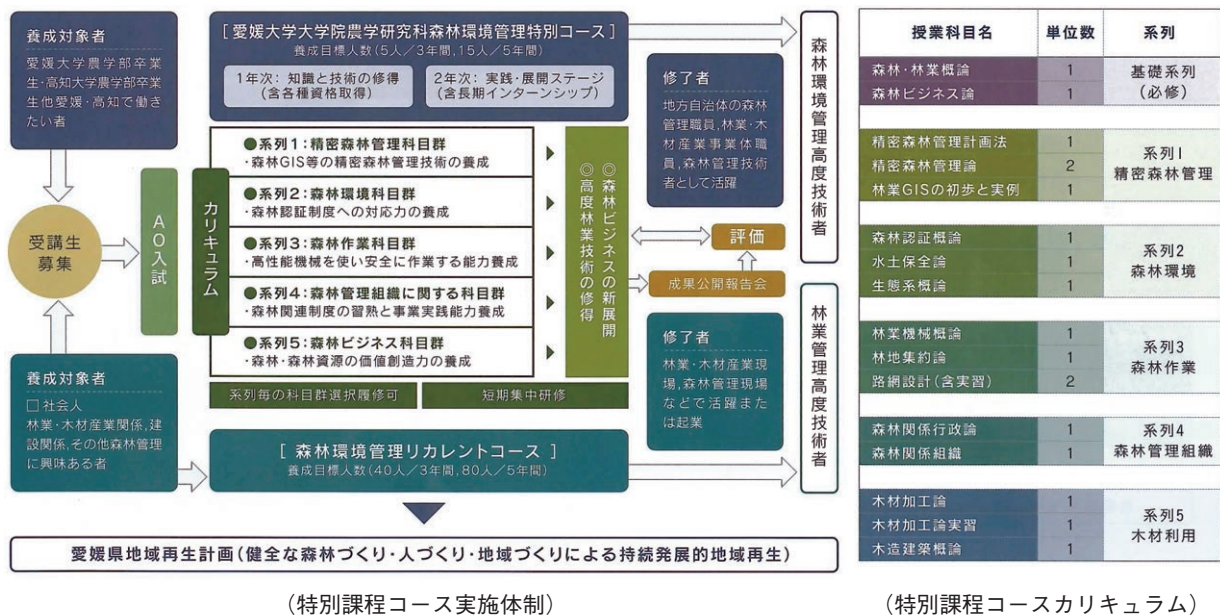 養成対象者
愛媛大学農学部卒業
生・高知大学農学部卒業
生他愛媛・高知で働き
たい者
[ 愛媛大学大学院農学研究科森林環境管理特別コース ]
養成目標人数(5人/3年間,15人/5年間)
1年次: 知識と技術の修得
(含各種資格取得)
2年次: 実践・展開ステージ
(含長期インターンシップ)
修了者
地方自治体の森林
管理職員,林業・木
材産業事業体職
員,森林管理技術
者として活躍
森林環境管理高度技術者
受講生
募集
AO入試
カリキュラム
●系列1:精密森林管理科目群
・森林GIS等の精密森林管理技術の養成
●系列2:森林環境科目群
・森林認証制度への対応力の養成
●系列3:森林作業科目群
・高性能機械を使い安全に作業する能力養成
●系列4:森林管理組織に関する科目群
・森林関連制度の習熟と事業実践能力養成
●系列5:森林ビジネス科目群
・森林・森林資源の価値創造力の養成
◎森林ビジネスの新展開
◎高度林業技術の修得
評価
成果公開報告会
系列毎の科目群選択履修可
短期集中研修
養成対象者
□社会人
林業・木材産業関係,建
設関係,その他森林管理
に興味ある者
修了者
林業・木材産業現
場,森林管理現場
などで活躍また
は起業
林業管理高度技術者
[ 森林環境管理リカレントコース ]
養成目標人数(40人/3年間,80人/5年間)
愛媛県地域再生計画(健全な森林づくり・人づくり・地域づくりによる持続発展的地域再生)
(特別課程コース実施体制)
授業科目名 単位数 系列
森林・林業概論 1 基礎系列
森林ビジネス論 1 (必修)
精密森林管理計画法 1 系列1
精密森林管理論 2 精密森林管理
林業GISの初歩と実例 1
森林認証概論 1 系列2
水土保全論 1 森林環境
生態系概論 1
林業機械概論 1 系列3
林地集約論 1 森林作業
路網設計(含実習) 2
森林関係行政論 1 系列4
森林関係組織 1 森林管理組織
木材加工論 1 系列5
木材加工論実習 1 木材利用
木造建築概論 1
(特別課程コースカリキュラム)